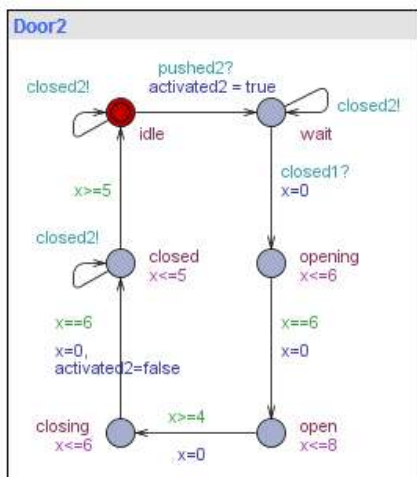 Door2
pushed2?
closed2!
activated2 = true
closed2!
idle
wait
closed1?
x>=5
x=0
closed2!
closed
x<=5
opening
x<=6
x==6
x=0,
activated2=false
x==6
x=0
closing
x<=6
x>=4
x=0
open
x<=8